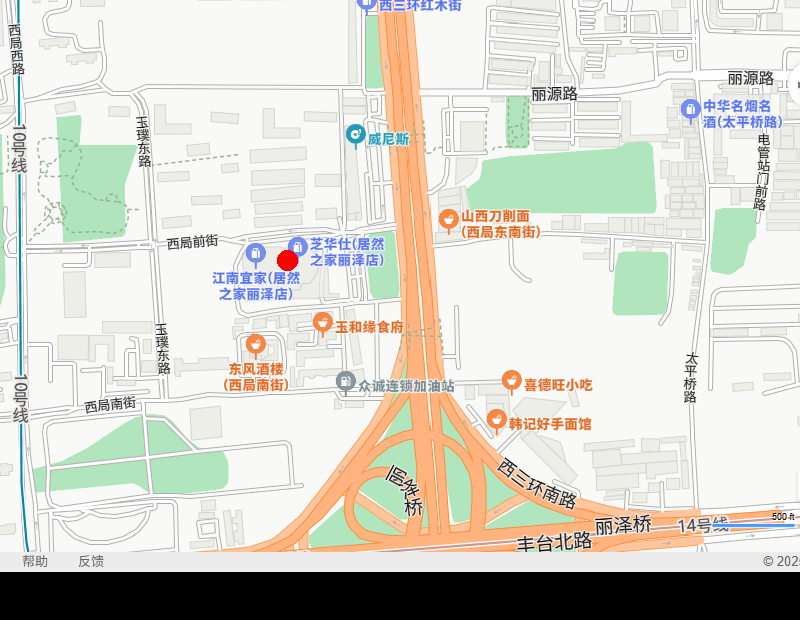 西三环红木街
西局西路
丽源路
丽源路
中华名烟名
酒(太平桥路)
10号线
玉璞东路
威尼斯
电管站门前路
山西刀削面
(西局东南街)
西局前街
芝华仕(居然
之家丽泽店)
江南宜家(居然
之家丽泽店)
玉和缘食府
玉璞东路
东风酒楼
(西局南街)
太平桥路
10号线
众诚连锁加油站
喜德旺小吃
西局南街
韩记好手面馆
西三环南路
丽泽桥
14号线
500 ft
丰台北路
帮助
反馈